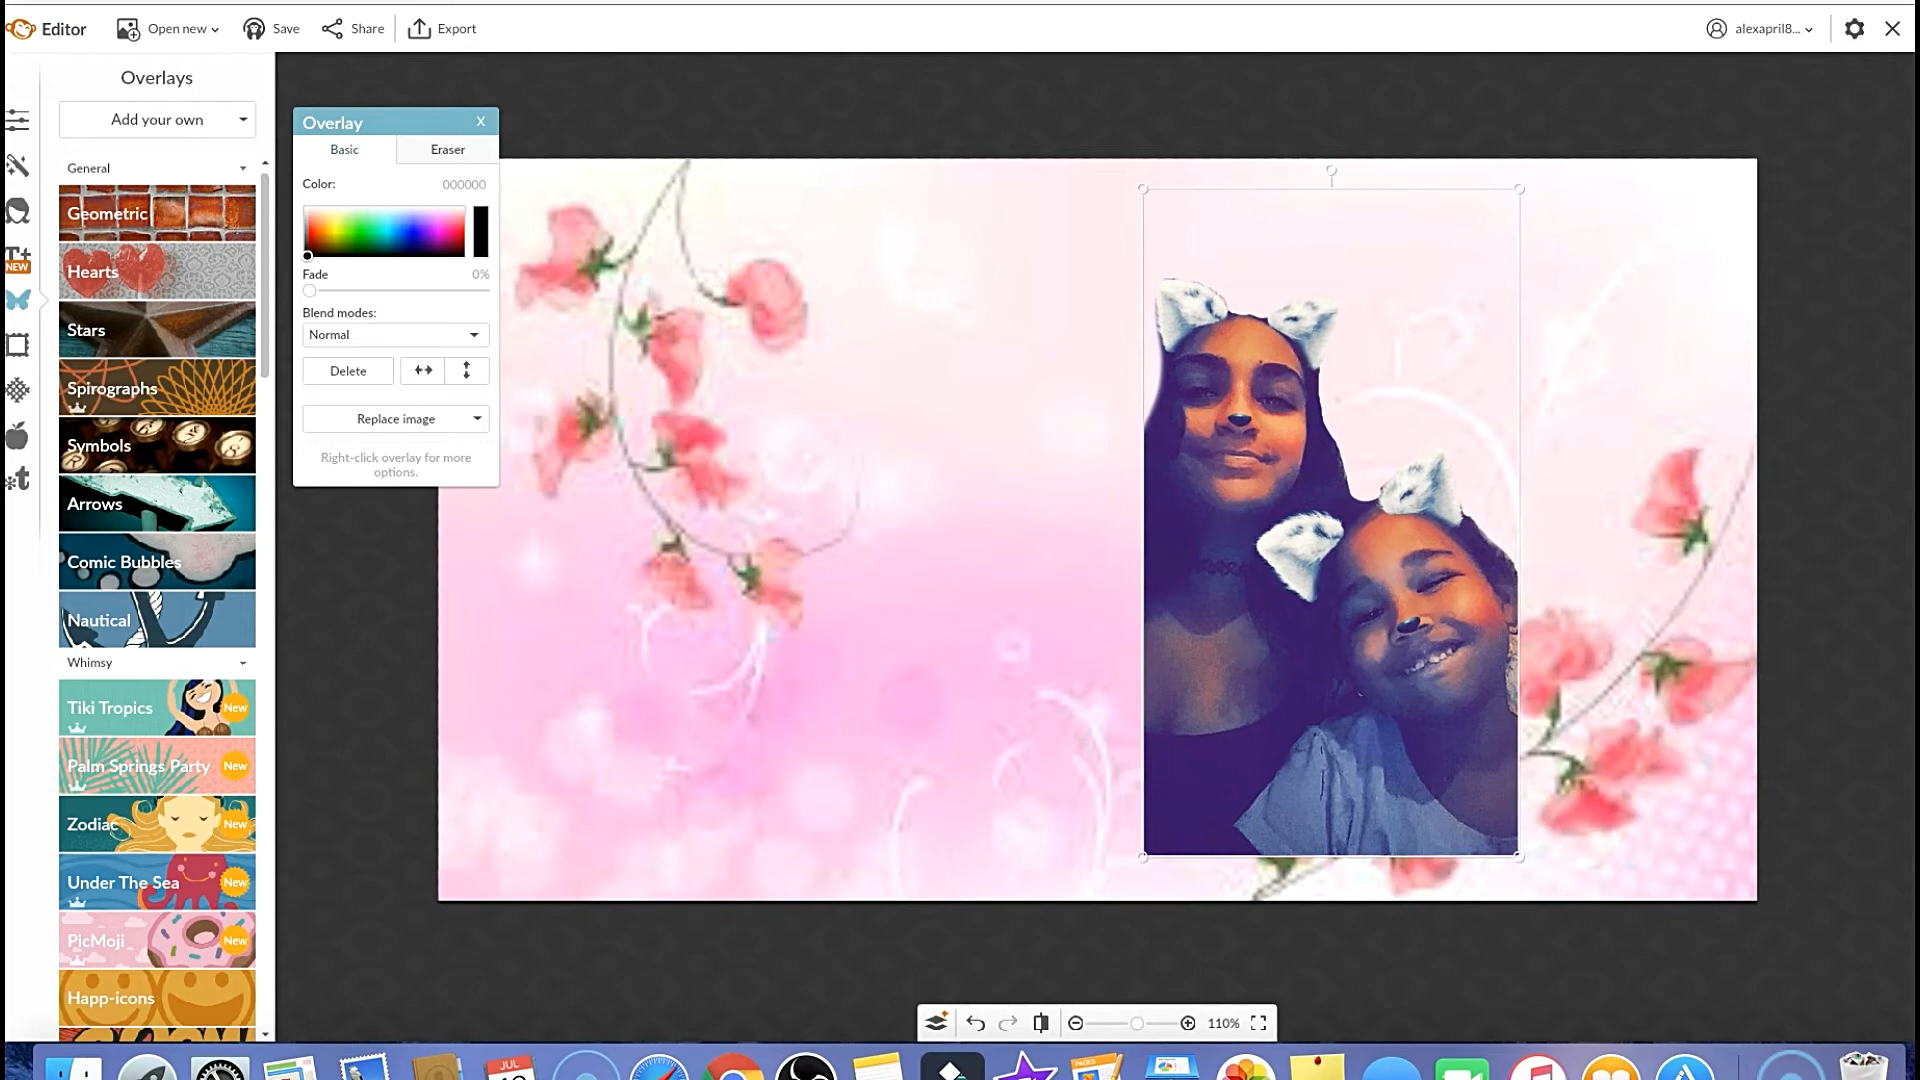 Editor
Open new
Save
Share
Export
alexapril8...
Overlays
Add your own
General
Geometric
Hearts
Stars
Spirographs
Symbols
Arrows
Comic Bubbles
Nautical
Whimsy
Tiki Tropics
New
Palm Springs Party
New
Zodiac
New
Under The Sea
New
PicMoji
New
Happ-icons
T+
NEW
Overlay
X
Basic
Eraser
Color:
000000
Fade
0%
Blend modes:
Normal
Delete
Replace image
Right-click overlay for more
options.
110%
JUL
PAGES